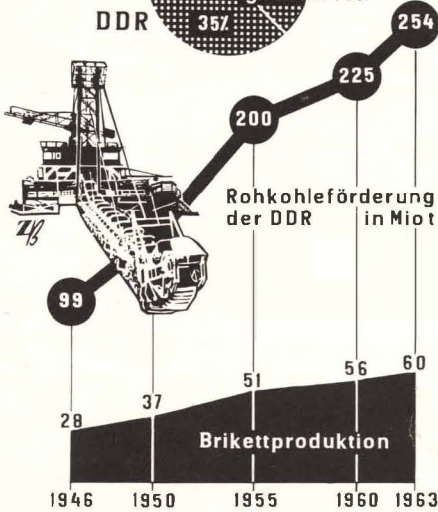 DDR
35%
254
225
200
Rohkohleförderung
der DDR in Miot
99
28
37
51
56
60
Brikettproduktion
1946 1950 1955 1960 1963